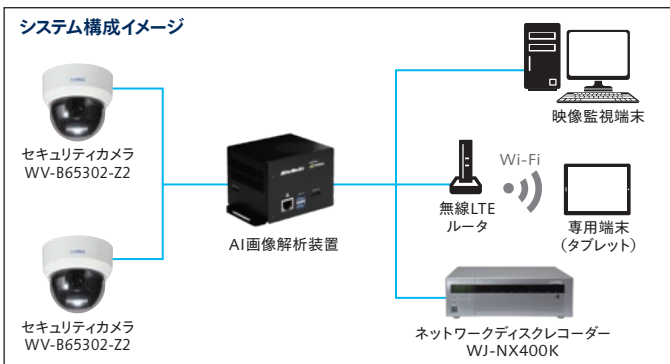 システム構成イメージ
セキュリティカメラ
WV-B65302-Z2
セキュリティカメラ
WV-B65302-Z2
AI画像解析装置
映像監視端末
Wi-Fi
無線LTE
ルータ
専用端末
(タブレット)
ネットワークディスクレコーダー
WJ-NX400K